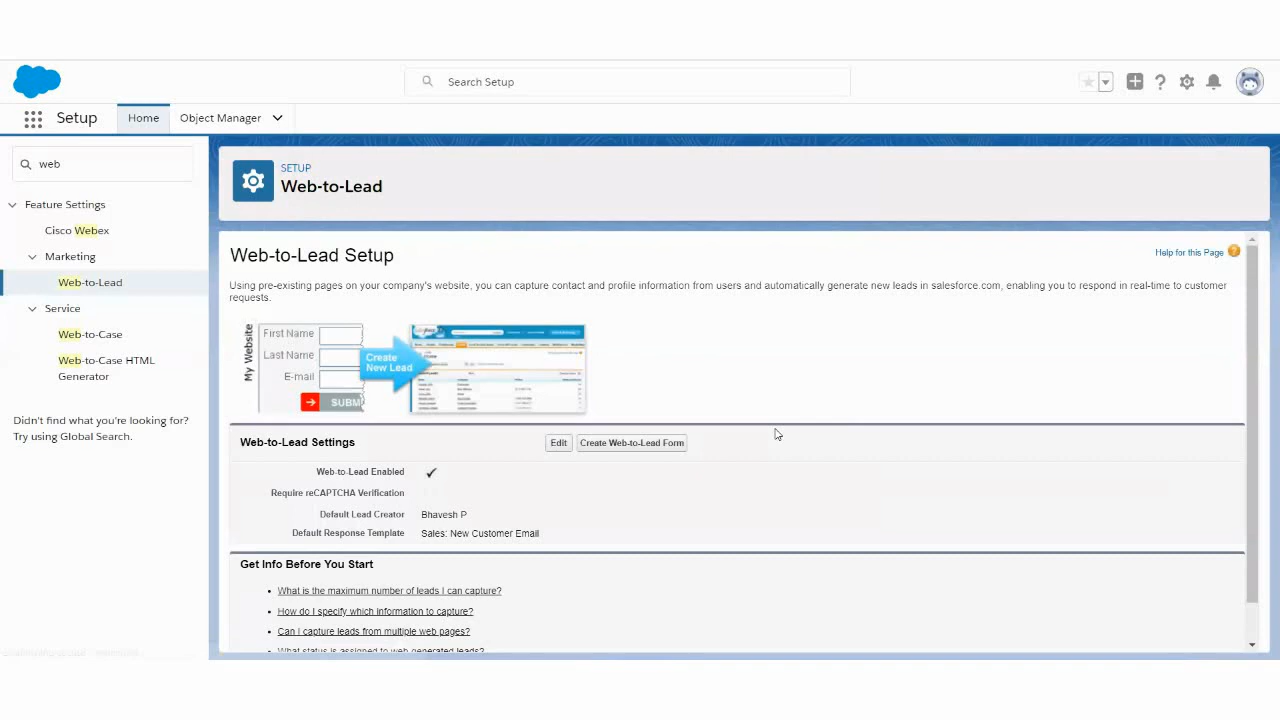 Search Setup
Setup
Home
Object Manager
web
Feature Settings
Cisco Webex
Marketing
Web-to-Lead
Service
Web-to-Case
Web-to-Case HTML
Generator
Didn't find what you're looking for?
Try using Global Search.
SETUP
Web-to-Lead
Web-to-Lead Setup
Help for this Page
Using pre-existing pages on your company's website, you can capture contact and profile information from users and automatically generate new leads in salesforce.com, enabling you to respond in real-time to customer
requests.
My Website
First Name
Last Name
E-mail
SUBM
Create
New Lead
Web-to-Lead Settings
Edit
Create Web-to-Lead Form
Web-to-Lead Enabled
Require reCAPTCHA Verification
Default Lead Creator
Bhavesh P
Default Response Template
Sales: New Customer Email
Get Info Before You Start
What is the maximum number of leads I can capture?
How do I specify which information to capture?
Can I capture leads from multiple web pages?
What status is assigned to web-generated leads?